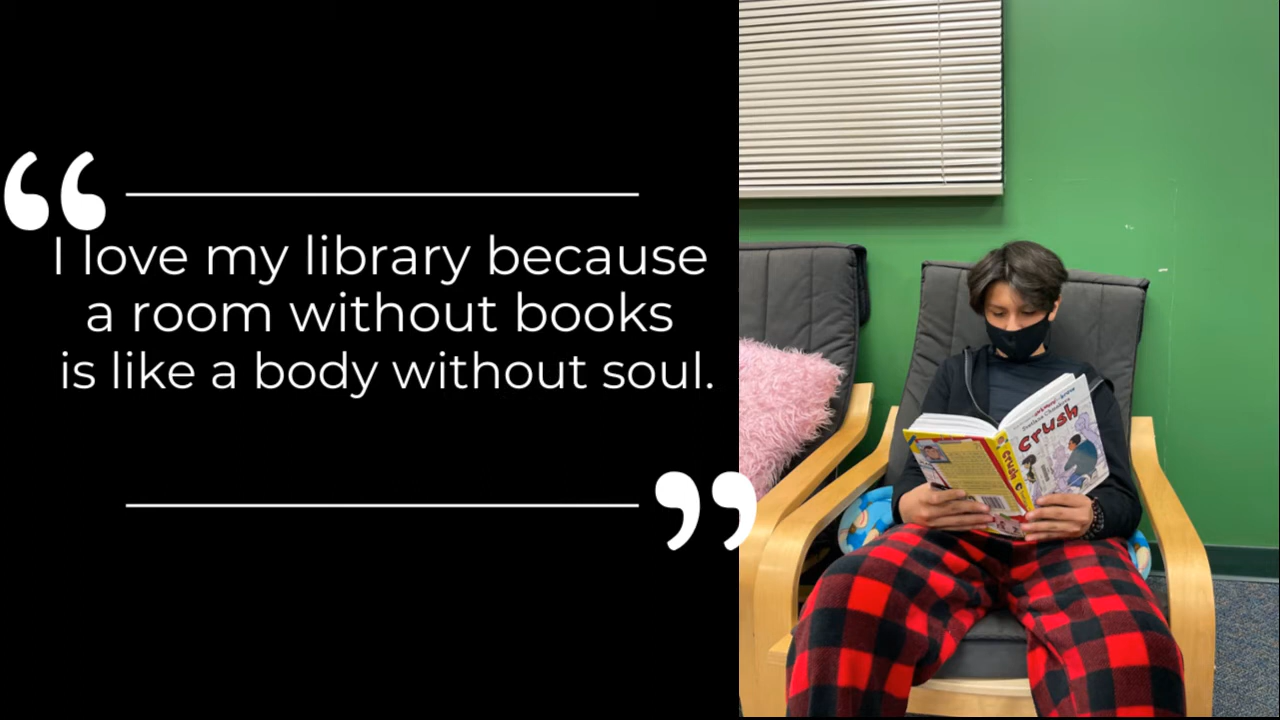 “
I love my library because
a room without books
is like a body without soul.
”
crush
Crush